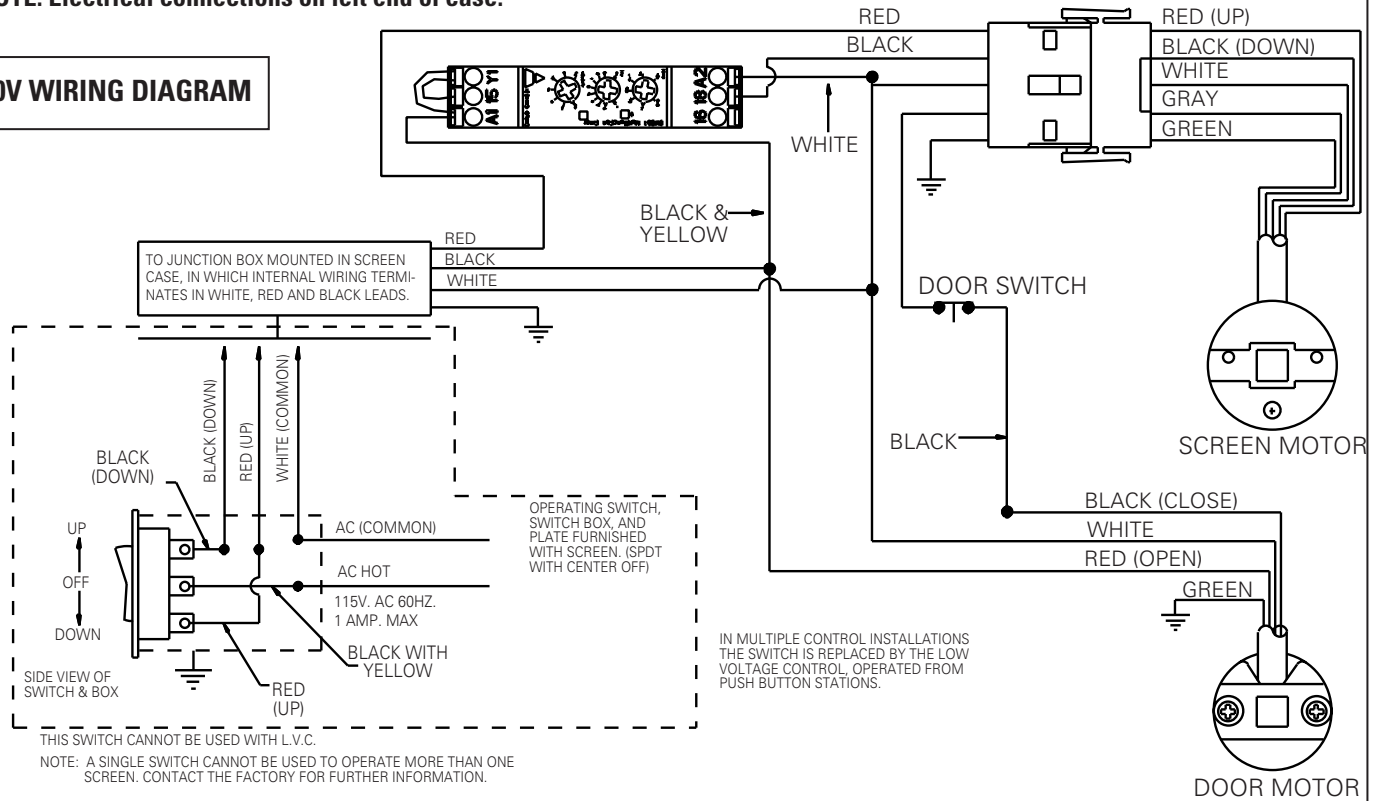 OTE: Electrical connections on left end of case.
0V WIRING DIAGRAM
RED
BLACK
RED (UP)
BLACK (DOWN)
WHITE
GRAY
GREEN
A1 15 Y1
16 18 A2
WHITE
BLACK &
YELLOW
RED
BLACK
WHITE
TO JUNCTION BOX MOUNTED IN SCREEN
CASE, IN WHICH INTERNAL WIRING TERMI-
NATES IN WHITE, RED AND BLACK LEADS.
DOOR SWITCH
BLACK
SCREEN MOTOR
BLACK (DOWN)
RED (UP)
WHITE (COMMON)
BLACK
(DOWN)
UP
OFF
DOWN
AC (COMMON)
AC HOT
115V. AC 60HZ.
1 AMP. MAX
BLACK WITH
YELLOW
RED
(UP)
SIDE VIEW OF
SWITCH & BOX
OPERATING SWITCH,
SWITCH BOX, AND
PLATE FURNISHED
WITH SCREEN. (SPDT
WITH CENTER OFF)
BLACK (CLOSE)
WHITE
RED (OPEN)
GREEN
IN MULTIPLE CONTROL INSTALLATIONS
THE SWITCH IS REPLACED BY THE LOW
VOLTAGE CONTROL, OPERATED FROM
PUSH BUTTON STATIONS.
THIS SWITCH CANNOT BE USED WITH L.V.C.
NOTE: A SINGLE SWITCH CANNOT BE USED TO OPERATE MORE THAN ONE
SCREEN. CONTACT THE FACTORY FOR FURTHER INFORMATION.
DOOR MOTOR